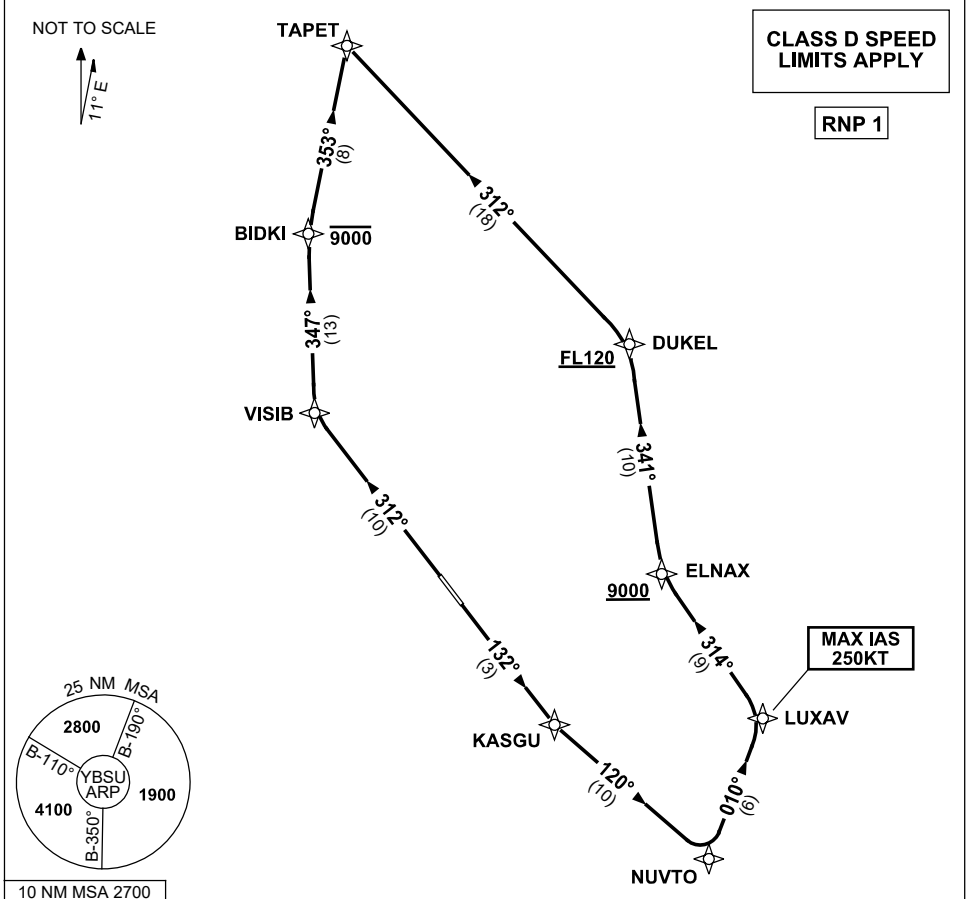 NOT TO SCALE
11° E
TAPET
CLASS D SPEED
LIMITS APPLY
RNP 1
353°
(8)
312°
(18)
BIDKI
9000
347°
(13)
DUKEL
FL120
VISIB
341°
(10)
312°
(10)
ELNAX
9000
132°
(3)
314°
(9)
MAX IAS
250KT
LUXAV
KASGU
120°
(10)
010°
(6)
NUVTO
25 NM MSA
2800
B-190°
B-110°
YBSU
ARP
1900
4100
B-350°
10 NM MSA 2700